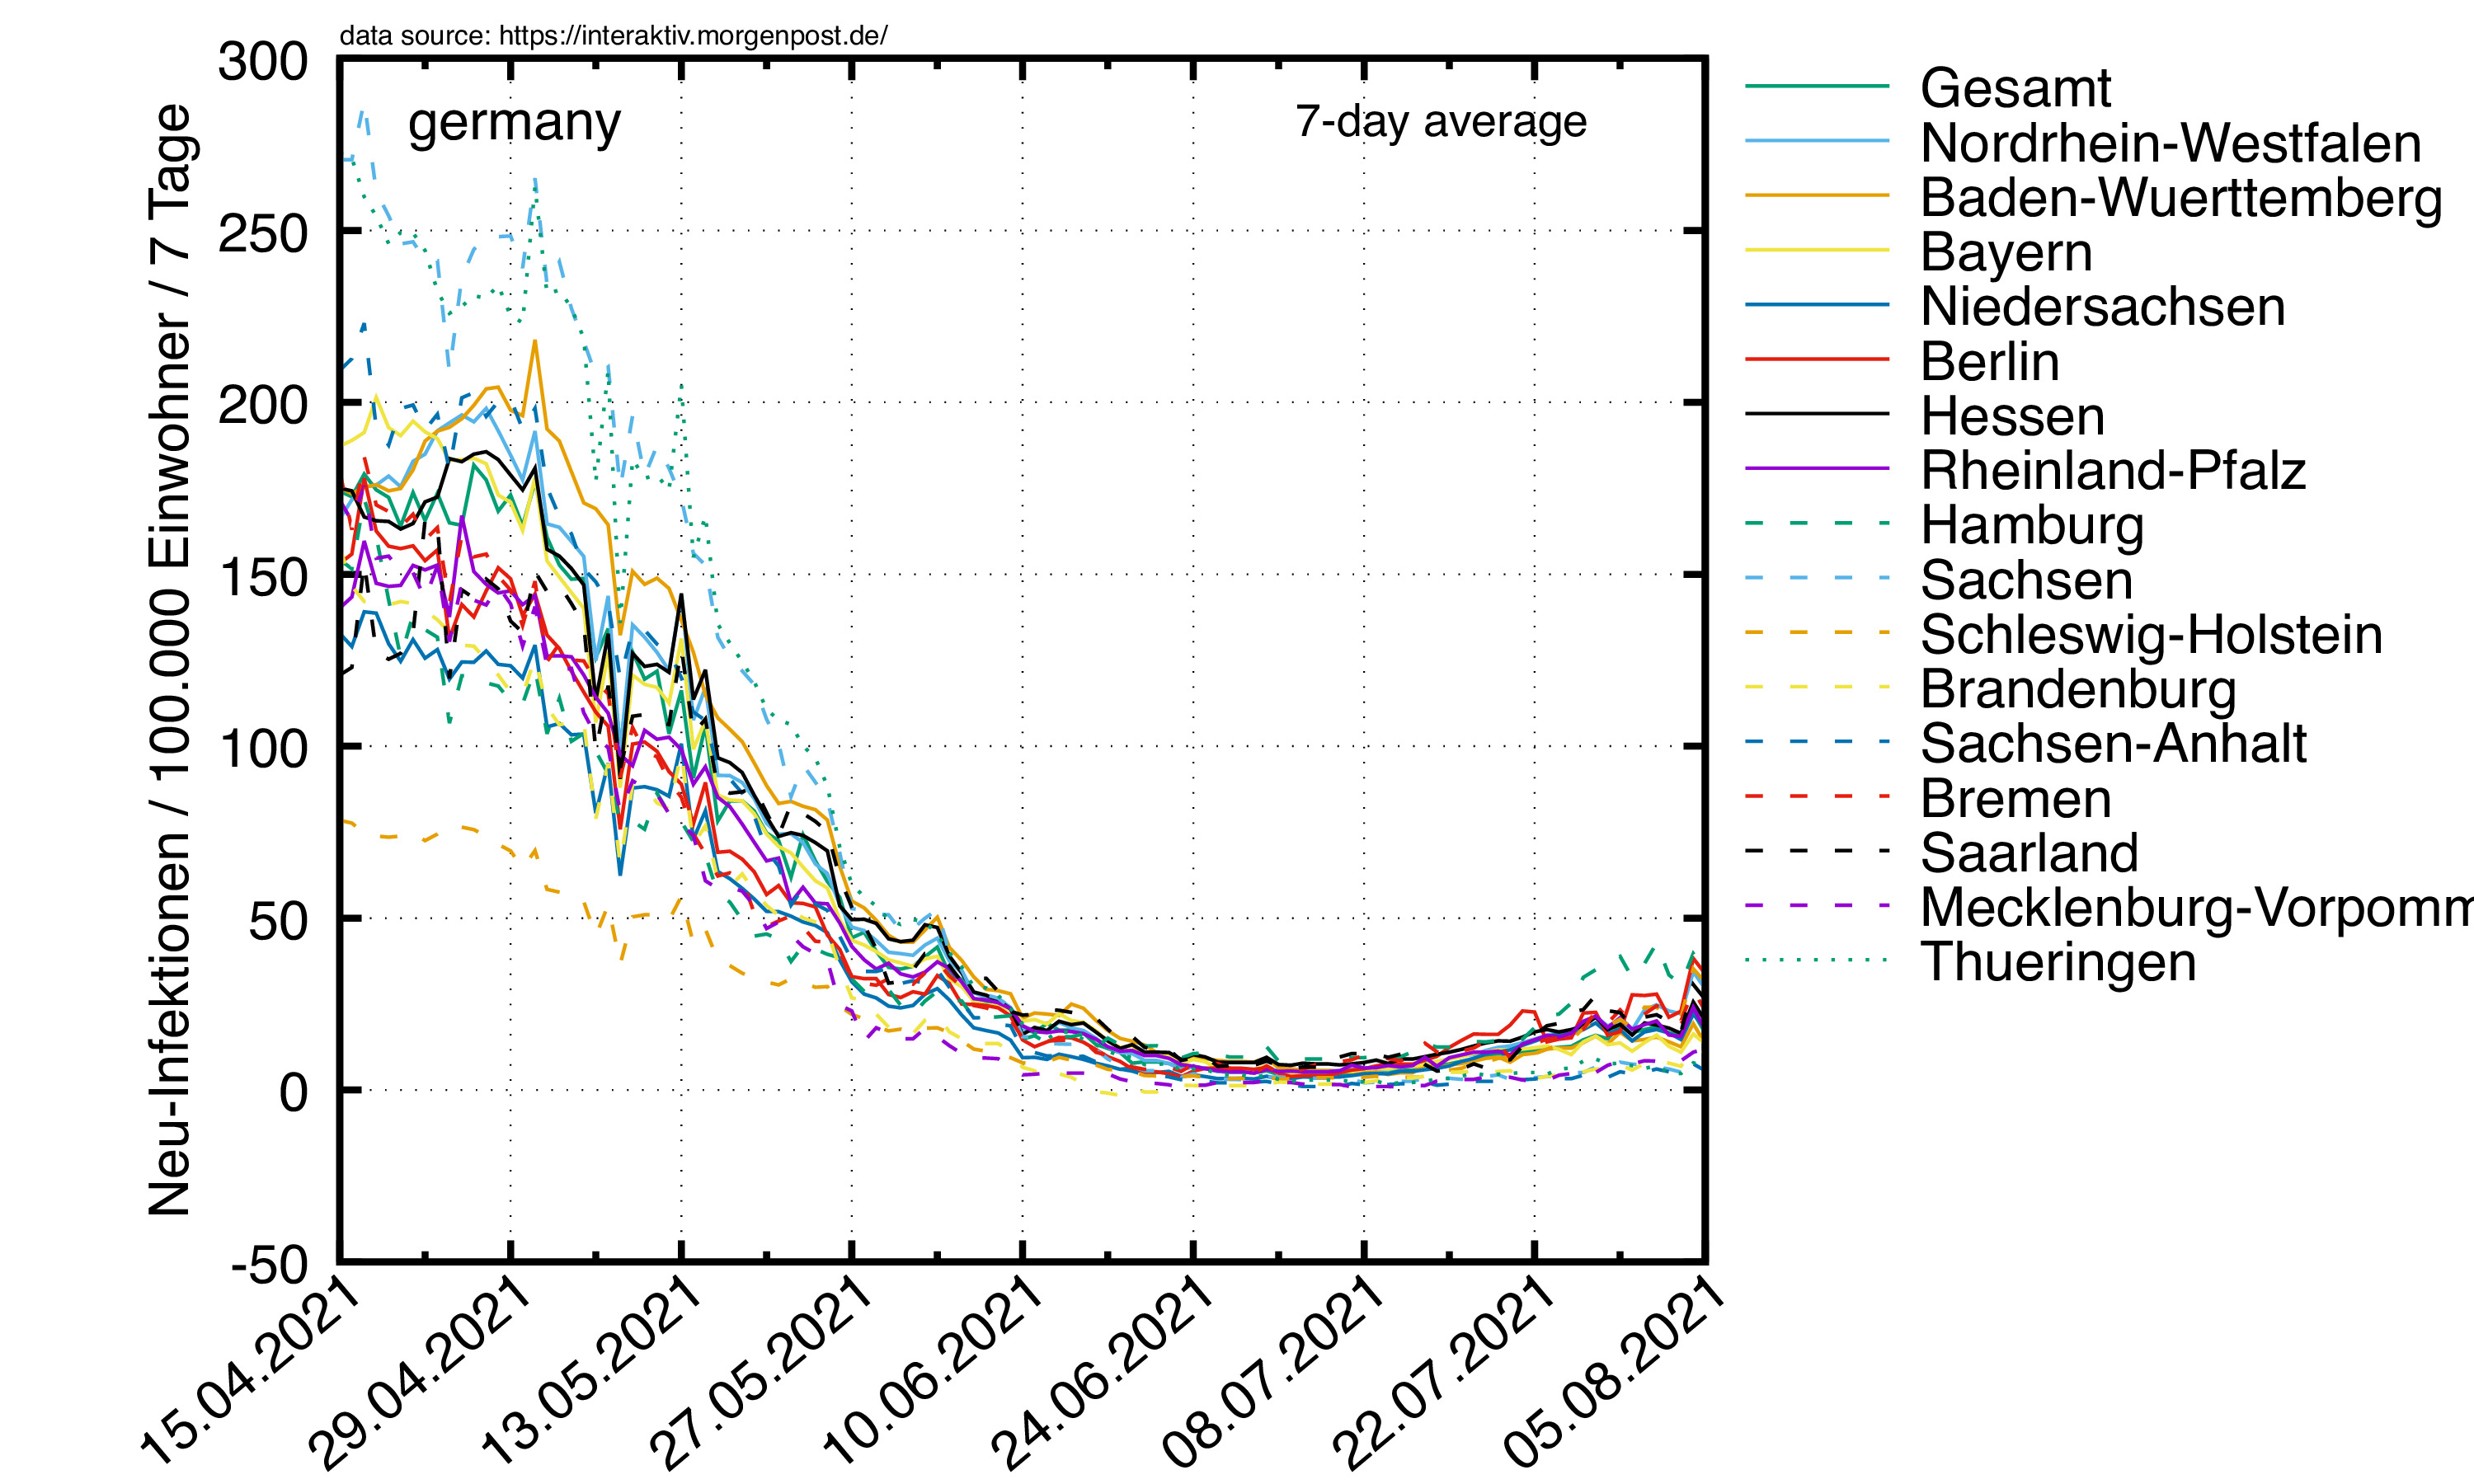 data source: https://interaktiv.morgenpost.de/
germany
7-day average
Neu-Infektionen / 100.000 Einwohner / 7 Tage
300
250
200
150
100
50
0
-50
15.04.2021
29.04.2021
13.05.2021
27.05.2021
10.06.2021
24.06.2021
08.07.2021
22.07.2021
05.08.2021
Gesamt
Nordrhein-Westfalen
Baden-Wuerttemberg
Bayern
Niedersachsen
Berlin
Hessen
Rheinland-Pfalz
Hamburg
Sachsen
Schleswig-Holstein
Brandenburg
Sachsen-Anhalt
Bremen
Saarland
Mecklenburg-Vorpomm
Thueringen